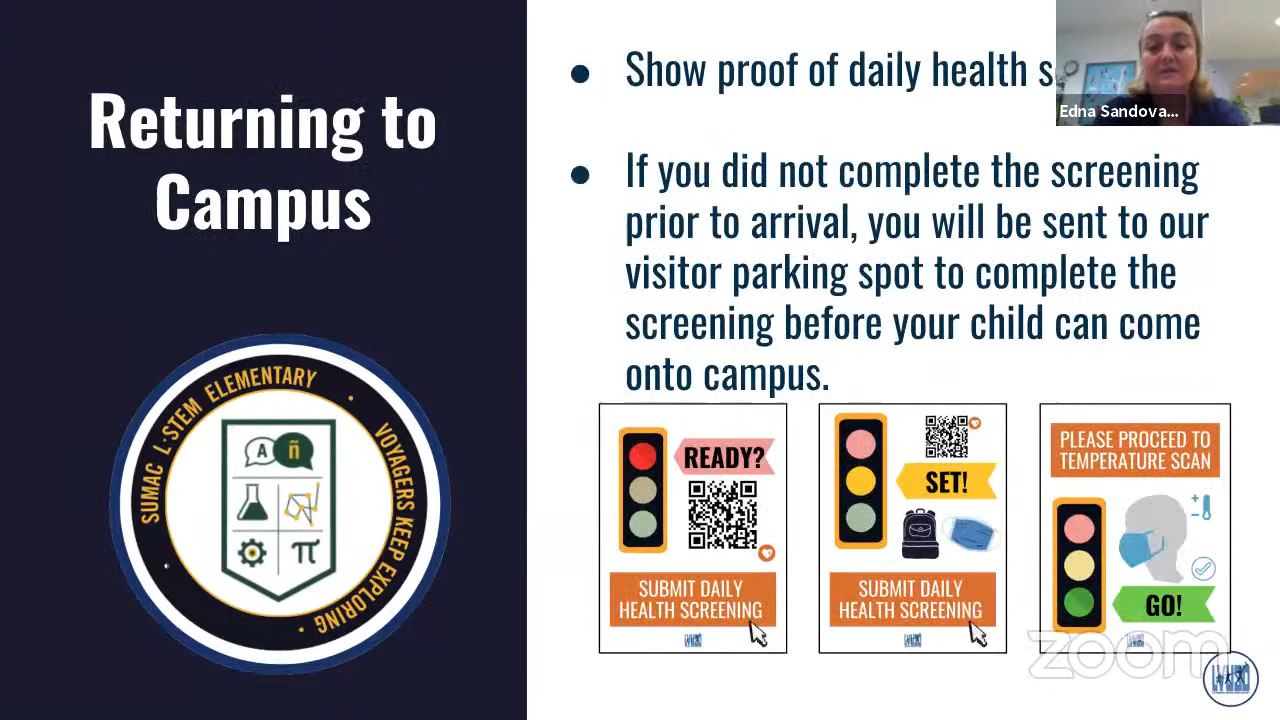 Returning to
Campus
SUMAC L·STEM ELEMENTARY
VOYAGERS KEEP EXPLORING
A ñ
π
• Show proof of daily health s
Edna Sandova...
• If you did not complete the screening
prior to arrival, you will be sent to our
visitor parking spot to complete the
screening before your child can come
onto campus.
READY?
SUBMIT DAILY
HEALTH SCREENING
SET!
SUBMIT DAILY
HEALTH SCREENING
PLEASE PROCEED TO
TEMPERATURE SCAN
GO!
zoom